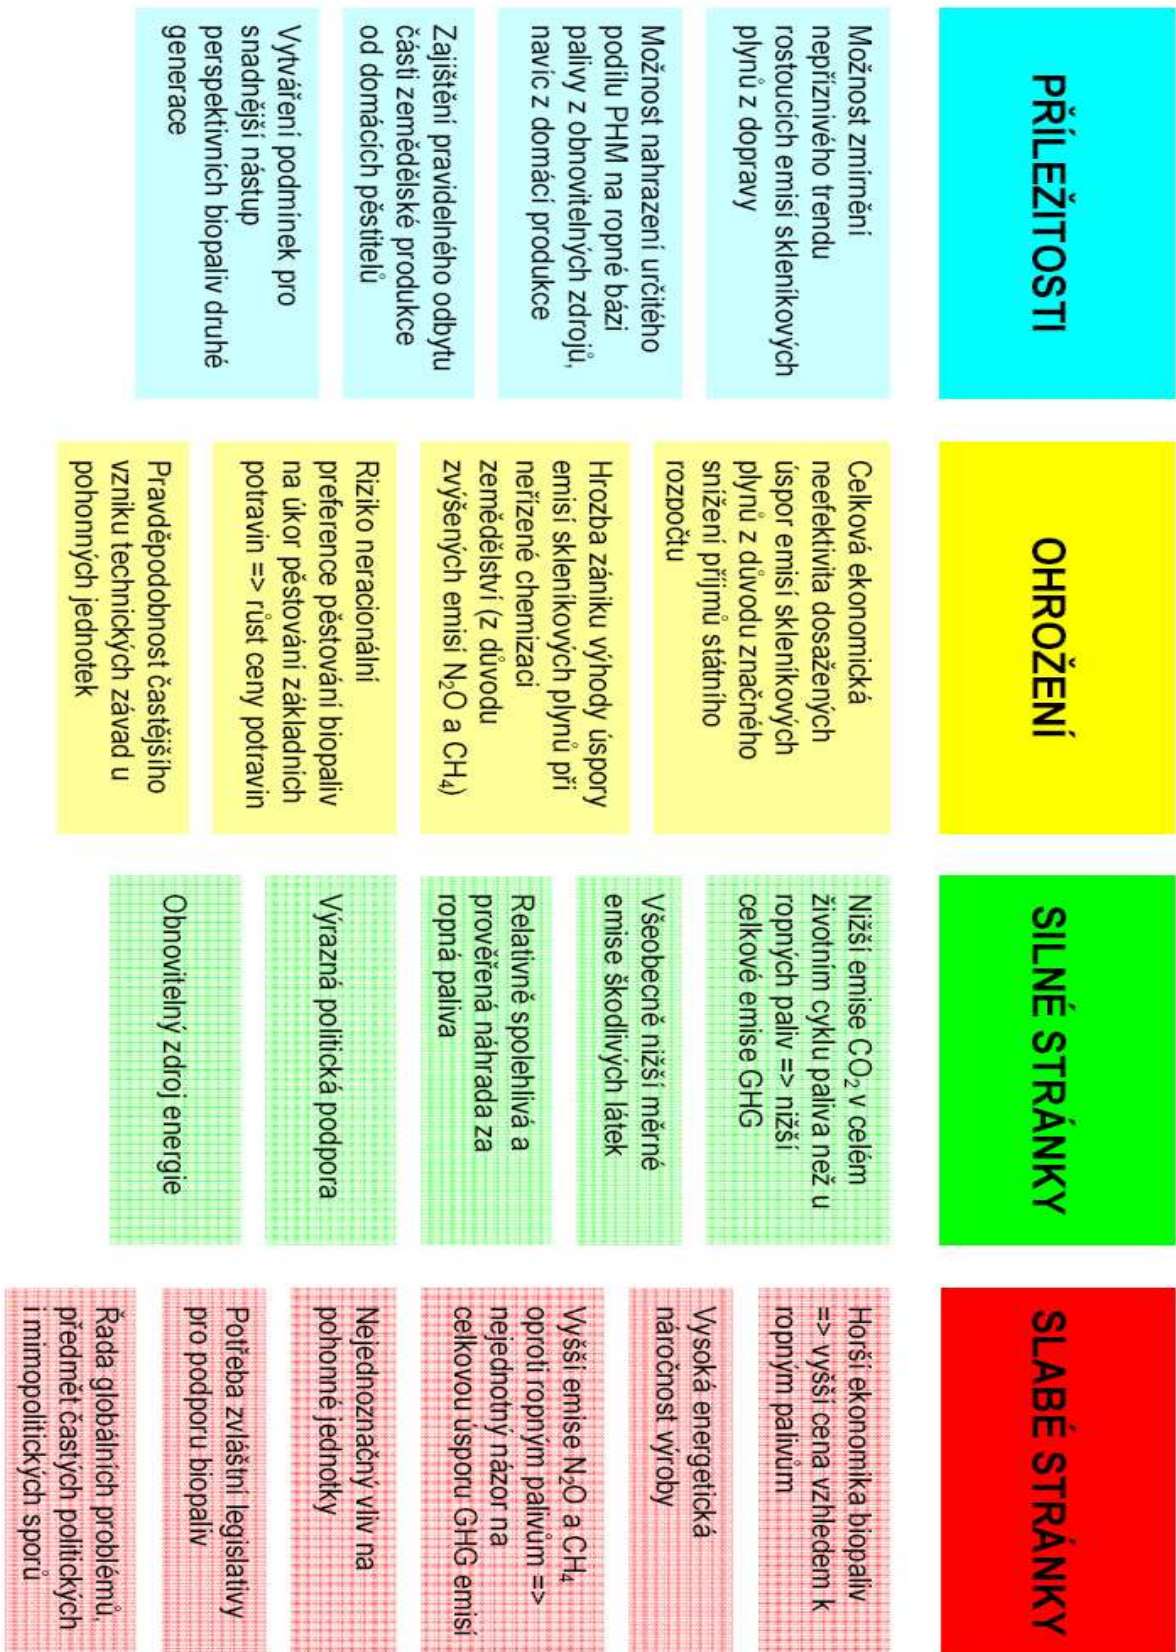 PŘÍLEŽITOSTI
Možnost zmírnění
nepříznivého trendu
rostoucích emisí skleníkových
plynů z dopravy
Možnost nahrazení určitého
podílu PHM na ropné bázi
palivy z obnovitelných zdrojů,
navíc z domácí produkce
Zajištění pravidelného odbytu
části zemědělské produkce
od domácích pěstitelů
Vytváření podmínek pro
snadnější nástup
perspektivních biopaliv druhé
generace
OHROŽENÍ
Celková ekonomická
neefektivita dosažených
úspor emisí skleníkových
plynů z důvodu značného
snížení příjmů státního
rozpočtu
Hrozba zániku výhody úspory
emisí skleníkových plynů při
neřízené chemizaci
zemědělství (z důvodu
zvýšených emisí N₂O a CH₄)
Riziko neracionální
preference pěstování biopaliv
na úkor pěstování základních
potravin => růst ceny potravin
Pravděpodobnost častějšího
vzniku technických závad u
pohonných jednotek
SILNÉ STRÁNKY
Nižší emise CO₂ v celém
životním cyklu paliva než u
ropných paliv => nižší
celkové emise GHG
Všeobecně nižší měrné
emise škodlivých látek
Relativně spolehlivá a
prověřená náhrada za
ropná paliva
Výrazná politická podpora
Obnovitelný zdroj energie
SLABÉ STRÁNKY
Horší ekonomika biopaliv
=> vyšší cena vzhledem k
ropným palivům
Vysoká energetická
náročnost výroby
Vyšší emise N₂O a CH₄
oproti ropným palivům =>
nejednotný názor na
celkovou úsporu GHG emisí
Nejednoznačný vliv na
pohonné jednotky
Potřeba zvláštní legislativy
pro podporu biopaliv
Řada globálních problémů,
předmět častých politických
i mimopolitických sporů